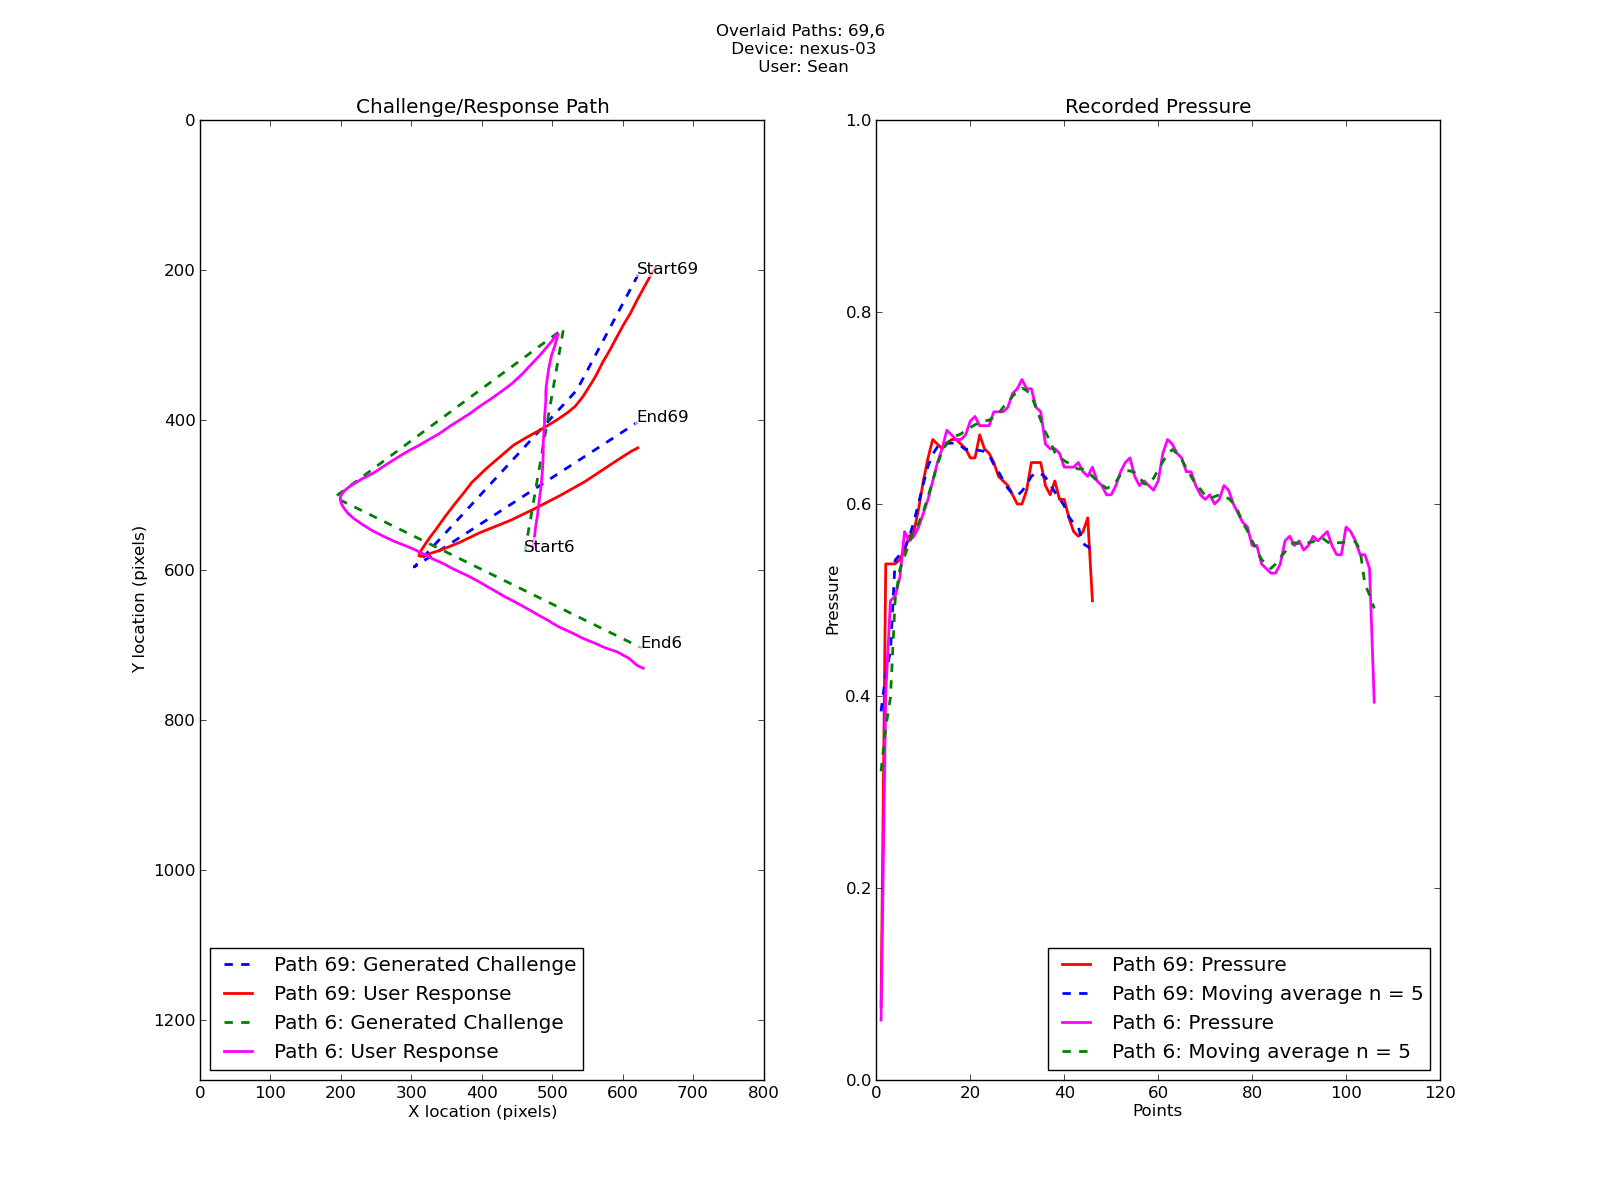 Overlaid Paths: 69,6
Device: nexus-03
User: Sean
Challenge/Response Path
0
200
400
600
800
1000
1200
Y location (pixels)
Start69
End69
Start6
End6
Path 69: Generated Challenge
Path 69: User Response
Path 6: Generated Challenge
Path 6: User Response
0 100 200 300 400 500 600 700 800
X location (pixels)
Recorded Pressure
1.0
0.8
0.6
0.4
0.2
0.0
Pressure
Path 69: Pressure
Path 69: Moving average n = 5
Path 6: Pressure
Path 6: Moving average n = 5
0 20 40 60 80 100 120
Points